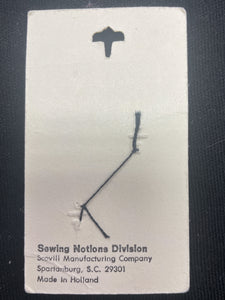 Sewing Notions Division
Scovill Manufacturing Company
Spartanburg, S.C. 29301
Made in Holland